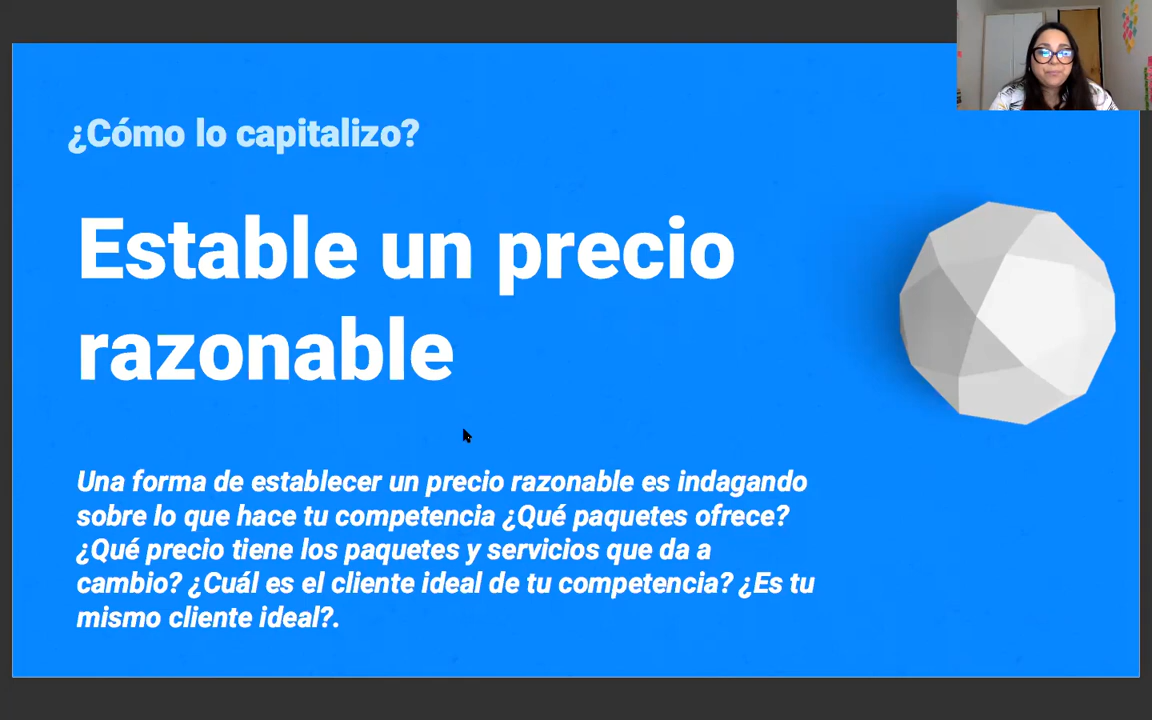 ¿Cómo lo capitalizo?
Estable un precio
razonable
Una forma de establecer un precio razonable es indagando
sobre lo que hace tu competencia ¿Qué paquetes ofrece?
¿Qué precio tiene los paquetes y servicios que da a
cambio? ¿Cuál es el cliente ideal de tu competencia? ¿Es tu
mismo cliente ideal?.